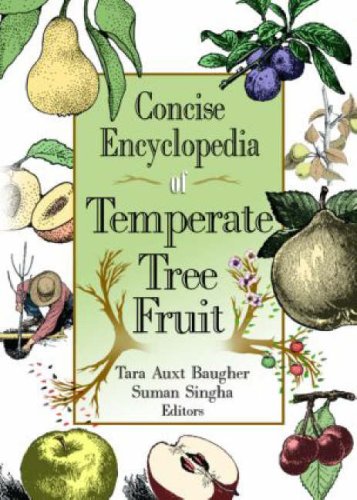 Concise
Encyclopedia
of
Temperate
Tree
Fruit
Tara Auxt Baugher
Suman Singha
Editors